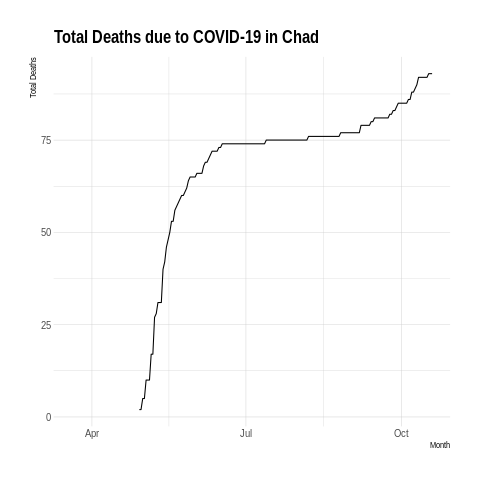 Total Deaths due to COVID-19 in Chad
Total Deaths
75
50
25
0
Apr
Jul
Oct
Month